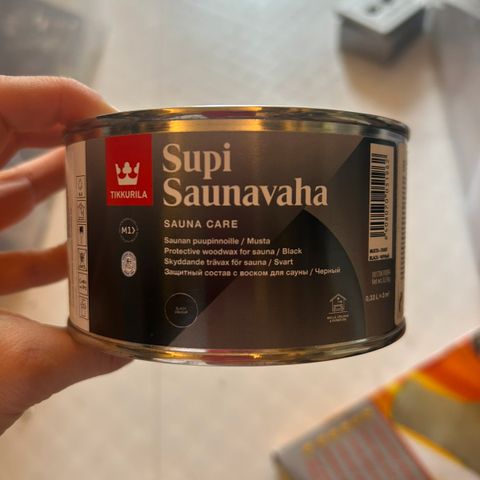 TIKKURILA
Supi
Saunavaha
SAUNA CARE
Saunan puupinnoille / Musta
Protective woodwax for sauna / Black
Skyddande trävax för sauna / Svart
Защитный состав с воском для сауны / Черный
M1